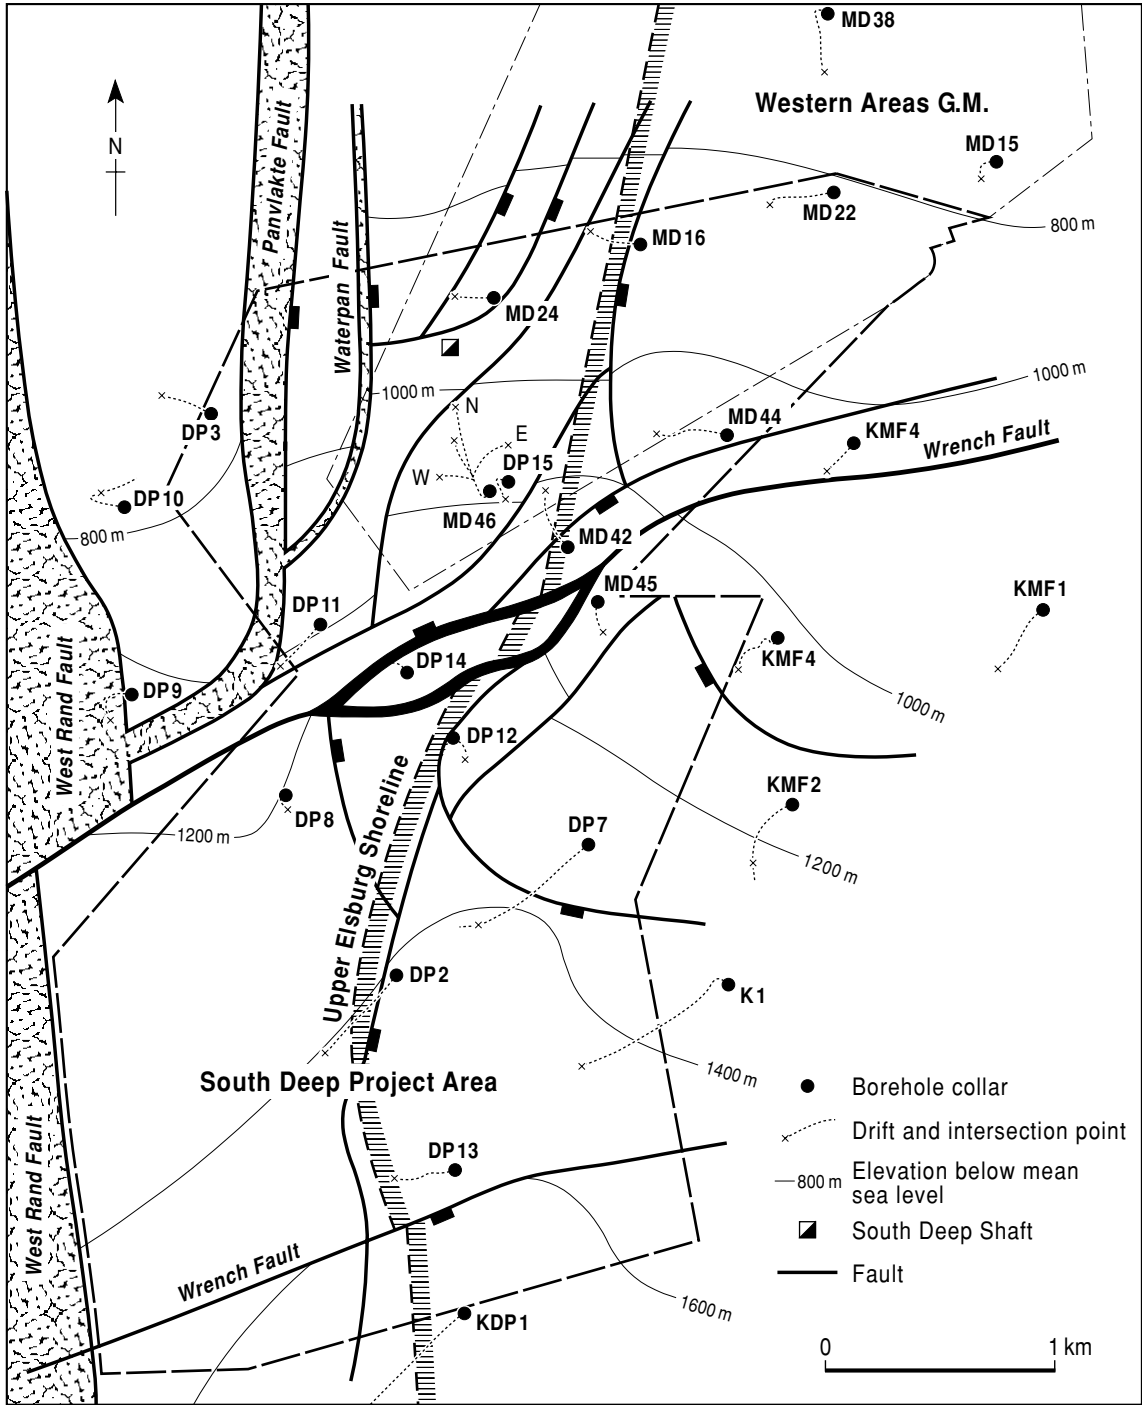 MD38
Western Areas G.M.
MD15
N
Panvlakte Fault
MD22
800 m
MD16
Waterpan Fault
MD24
1000 m
1000 m
N
DP3
MD44
KMF4
Wrench Fault
E
DP15
W
DP10
MD46
800 m
MD42
MD45
KMF1
DP11
KMF4
DP14
West Rand Fault
DP9
1000 m
DP12
Upper Elsburg Shoreline
KMF2
DP8
1200 m
DP7
1200 m
DP2
K1
South Deep Project Area
1400 m
Borehole collar
Drift and intersection point
800 m
Elevation below mean
sea level
South Deep Shaft
Fault
DP13
West Rand Fault
Wrench Fault
1600 m
KDP1
0
1 km